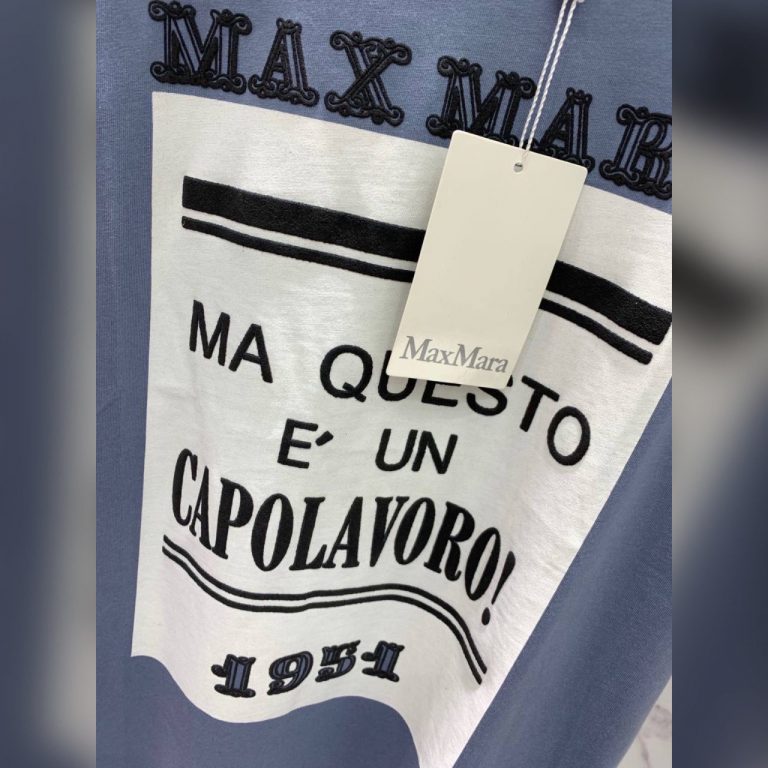 MAX MAR
MaxMara
MA QUESTO
E' UN
CAPOLAVORO!
1951